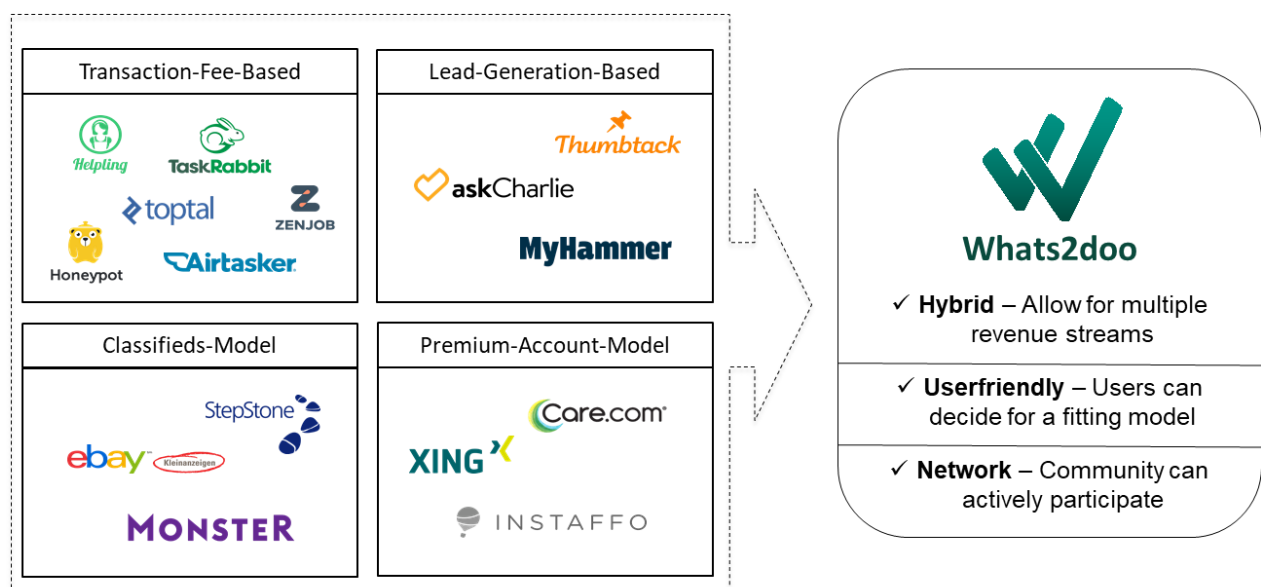 Transaction-Fee-Based
Helpling
TaskRabbit
toptal
ZENJOB
Honeypot
Airtasker
Lead-Generation-Based
Thumbtack
askCharlie
MyHammer
Classifieds-Model
StepStone
ebay Kleinanzeigen
MONSTER
Premium-Account-Model
Care.com®
XING
INSTAFFO
Whats2doo
✓ Hybrid – Allow for multiple
revenue streams
✓ Userfriendly – Users can
decide for a fitting model
✓ Network – Community can
actively participate